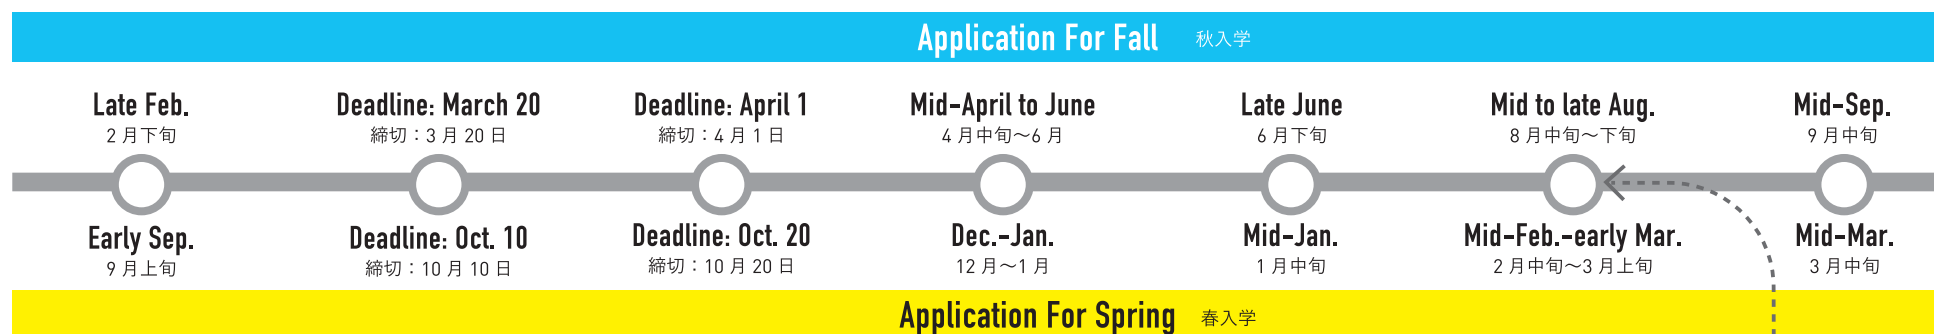 Application For Fall 秋入学
Late Feb.
2月下旬
Deadline: March 20
締切：3月20日
Deadline: April 1
締切：4月1日
Mid-April to June
4月中旬～6月
Late June
6月下旬
Mid to late Aug.
8月中旬～下旬
Mid-Sep.
9月中旬
Early Sep.
9月上旬
Deadline: Oct. 10
締切：10月10日
Deadline: Oct. 20
締切：10月20日
Dec.-Jan.
12月～1月
Mid-Jan.
1月中旬
Mid-Feb.-early Mar.
2月中旬～3月上旬
Mid-Mar.
3月中旬
Application For Spring 春入学